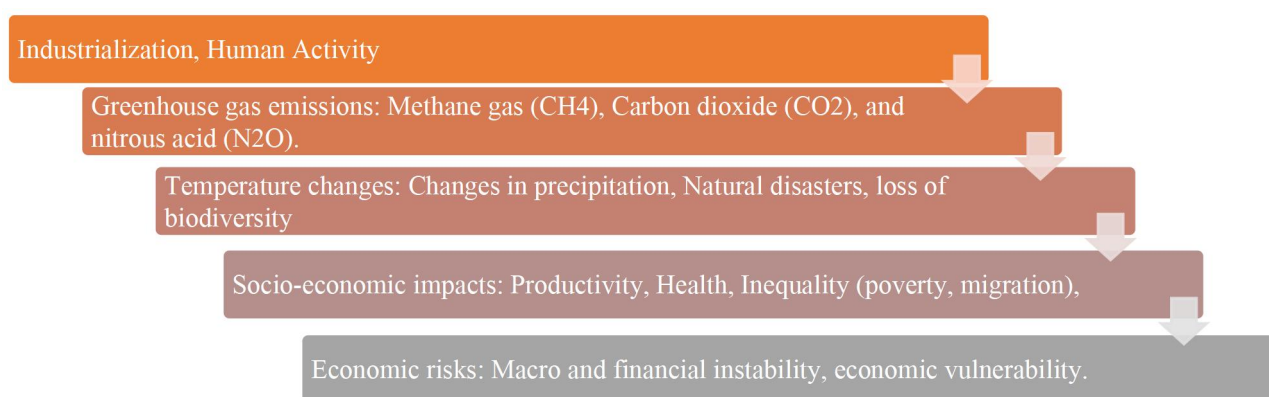 Industrialization, Human Activity
Greenhouse gas emissions: Methane gas (CH4), Carbon dioxide (CO2), and
nitrous acid (N2O).
Temperature changes: Changes in precipitation, Natural disasters, loss of
biodiversity
Socio-economic impacts: Productivity, Health, Inequality (poverty, migration),
Economic risks: Macro and financial instability, economic vulnerability.